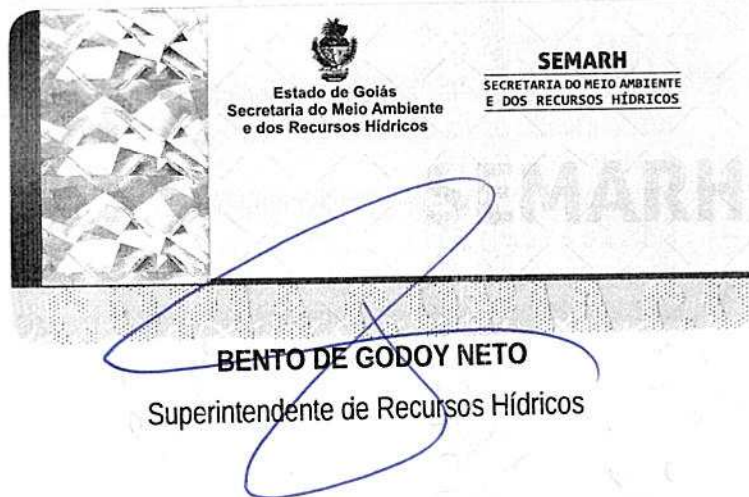 Estado de Goiás
Secretaria do Meio Ambiente
e dos Recursos Hídricos
SEMARH
SECRETARIA DO MEIO AMBIENTE
E DOS RECURSOS HÍDRICOS
BENTO DE GODOY NETO
Superintendente de Recursos Hídricos